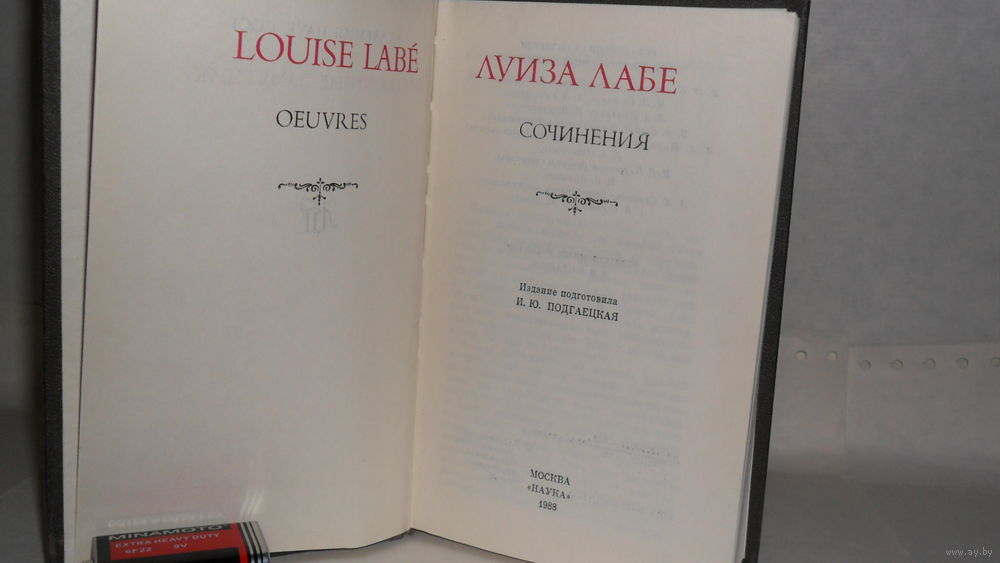 LOUISE LABÉ
OEUVRES
ЛУИЗА ЛАБЕ
СОЧИНЕНИЯ
Издание подготовила
И. Ю. ПОДГАЕЦКАЯ
МОСКВА
«НАУКА»
1988
MINAMOTO
EXTRA HEAVY DUTY
6F22 9V
www.ay.by